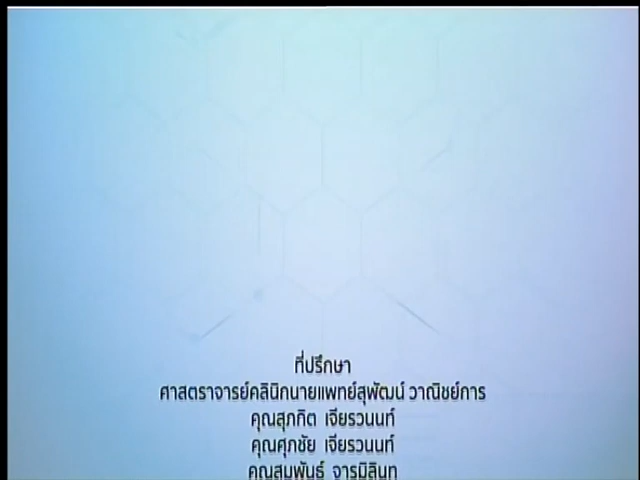 ที่ปรึกษา
ศาสตราจารย์คลินิกนายแพทย์สุพัฒน์ วาณิชย์การ
คุณสุภกิต เจียรวนนท์
คุณศุภชัย เจียรวนนท์
คุณสมพันธ์ จารุมิลินท